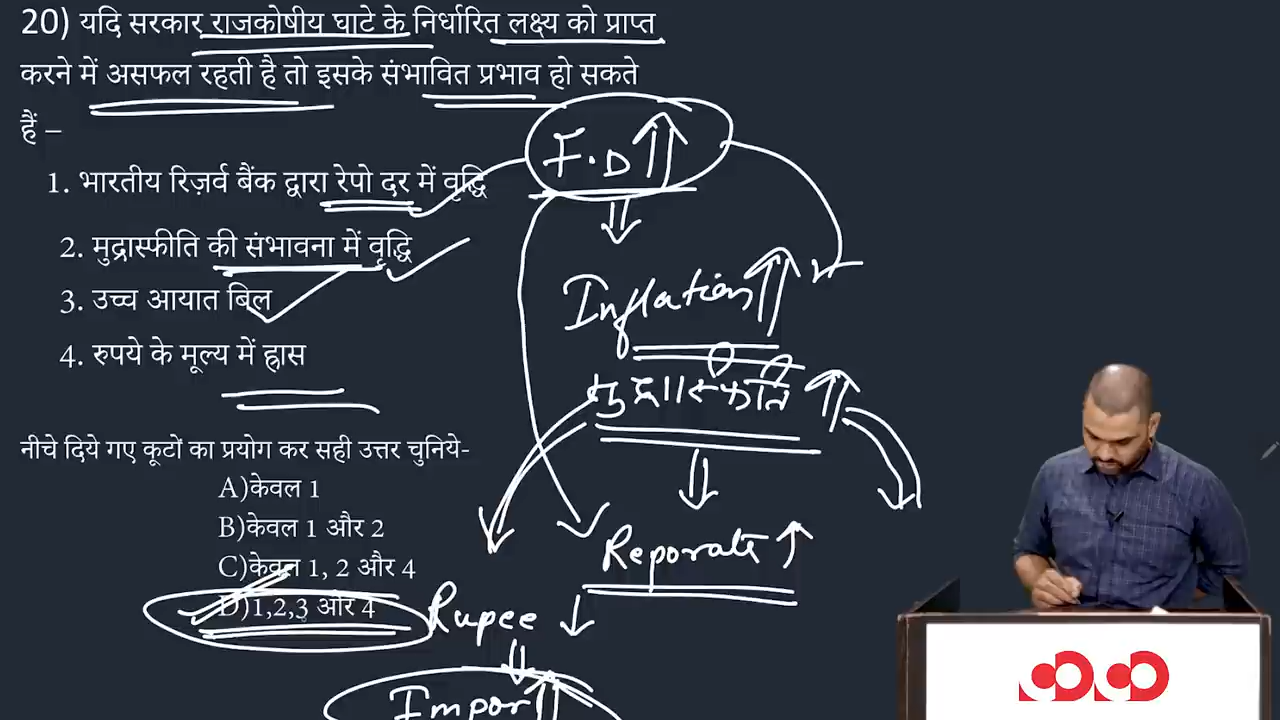 20) यदि सरकार राजकोषीय घाटे के निर्धारित लक्ष्य को प्राप्त
करने में असफल रहती है तो इसके संभावित प्रभाव हो सकते
हैं –
1. भारतीय रिज़र्व बैंक द्वारा रेपो दर में वृद्धि
2. मुद्रास्फीति की संभावना में वृद्धि
3. उच्च आयात बिल
4. रुपये के मूल्य में ह्रास
नीचे दिये गए कूटों का प्रयोग कर सही उत्तर चुनिये-
A)केवल 1
B)केवल 1 और 2
C)केवल 1, 2 और 4
D)1,2,3 और 4
F.D
Inflation
मुद्रास्फीति
Reporate
Rupee
Import